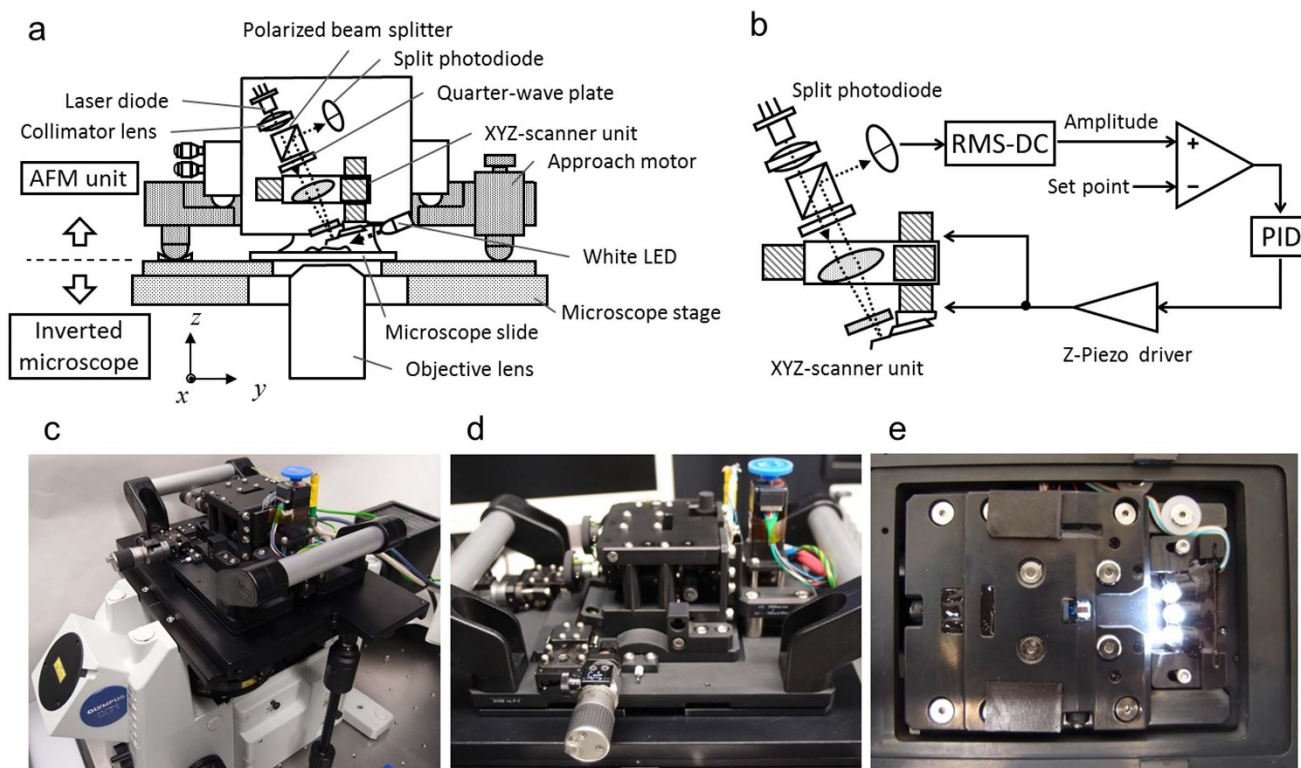 a
Polarized beam splitter
Split photodiode
Laser diode
Quarter-wave plate
Collimator lens
XYZ-scanner unit
Approach motor
AFM unit
White LED
Microscope stage
Microscope slide
Inverted
microscope
Objective lens
z
x
y
b
Split photodiode
RMS-DC
Amplitude
+
Set point
−
PID
Z-Piezo driver
XYZ-scanner unit
c
OLYMPUS
d
e